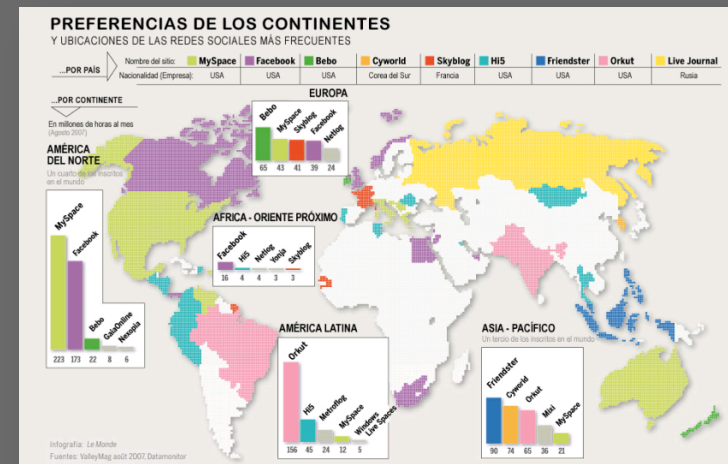 PREFERENCIAS DE LOS CONTINENTES
Y UBICACIONES DE LAS REDES SOCIALES MÁS FRECUENTES
...POR PAÍS
Nombre del sitio: MySpace Facebook Bebo Cyworld Skyblog Hi5 Friendster Orkut Live Journal
Nacionalidad (Empresa): USA USA USA Corea del Sur Francia USA USA USA Rusia
...POR CONTINENTE
En millones de horas al mes
(Agosto 2007)
AMÉRICA
DEL NORTE
Un cuarto de los inscritos
en el mundo
MySpace
Facebook
Bebo
GaiaOnline
Nexopia
223 173 22 8 6
EUROPA
Bebo
MySpace
Skyblog
Facebook
Netlog
65 43 41 39 24
AFRICA - ORIENTE PRÓXIMO
Facebook
Hi5
Netlog
Yonja
Skyblog
16 4 4 3 3
AMÉRICA LATINA
Orkut
Hi5
Metroflog
MySpace
Windows
Live Spaces
156 45 24 12 5
ASIA - PACÍFICO
Un tercio de los inscritos en el mundo
Friendster
Cyworld
Orkut
Mixi
MySpace
90 74 65 36 21
Infografía: Le Monde
Fuentes: ValleyMag août 2007, Datamonitor